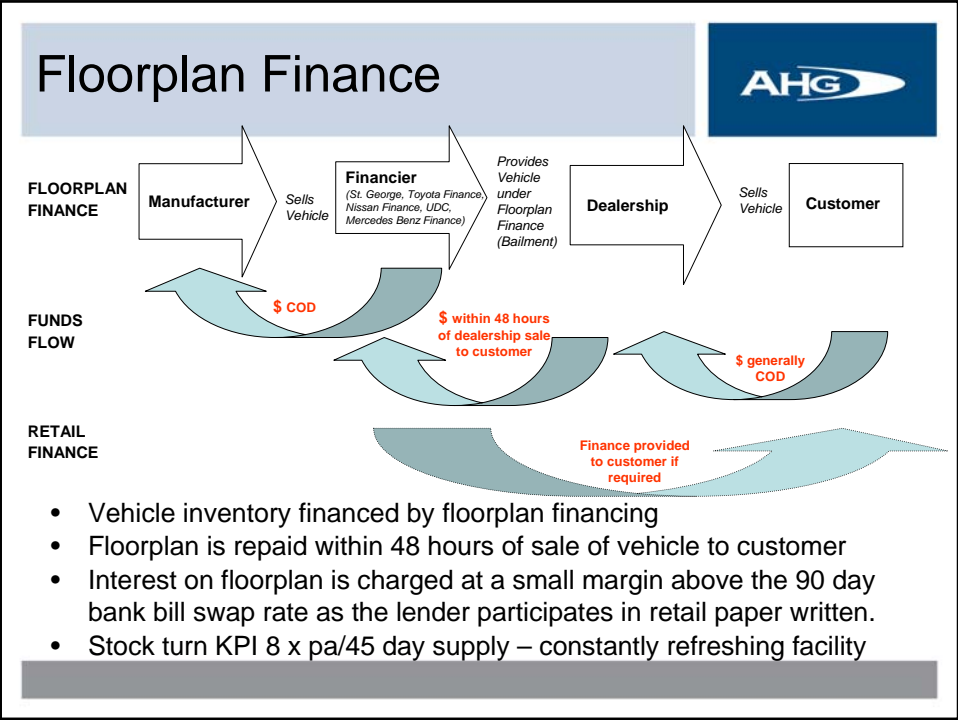 Floorplan Finance
AHG
FLOORPLAN
FINANCE
Manufacturer
Sells
Vehicle
Financier
(St. George, Toyota Finance,
Nissan Finance, UDC,
Mercedes Benz Finance)
Provides
Vehicle
under
Floorplan
Finance
(Bailment)
Dealership
Sells
Vehicle
Customer
FUNDS
FLOW
$ COD
$ within 48 hours
of dealership sale
to customer
$ generally
COD
RETAIL
FINANCE
Finance provided
to customer if
required
• Vehicle inventory financed by floorplan financing
• Floorplan is repaid within 48 hours of sale of vehicle to customer
• Interest on floorplan is charged at a small margin above the 90 day
bank bill swap rate as the lender participates in retail paper written.
• Stock turn KPI 8 x pa/45 day supply – constantly refreshing facility